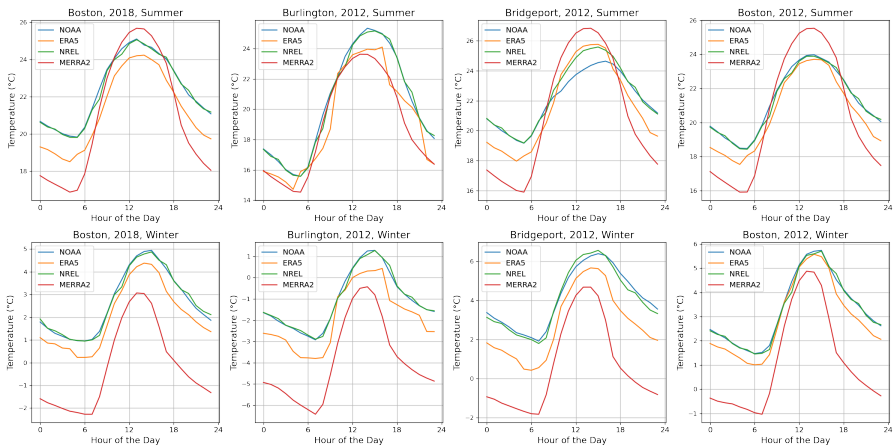 Boston, 2018, Summer
Temperature (°C)
26
24
22
20
18
NOAA
ERA5
NREL
MERRA2
0
6
12
18
24
Hour of the Day
Burlington, 2012, Summer
Temperature (°C)
26
24
22
20
18
16
14
NOAA
ERA5
NREL
MERRA2
0
6
12
18
24
Hour of the Day
Bridgeport, 2012, Summer
Temperature (°C)
26
24
22
20
18
16
NOAA
ERA5
NREL
MERRA2
0
6
12
18
24
Hour of the Day
Boston, 2012, Summer
Temperature (°C)
26
24
22
20
18
16
NOAA
ERA5
NREL
MERRA2
0
6
12
18
24
Hour of the Day
Boston, 2018, Winter
Temperature (°C)
5
4
3
2
1
0
−1
−2
NOAA
ERA5
NREL
MERRA2
0
6
12
18
24
Hour of the Day
Burlington, 2012, Winter
Temperature (°C)
1
0
−1
−2
−3
−4
−5
−6
NOAA
ERA5
NREL
MERRA2
0
6
12
18
24
Hour of the Day
Bridgeport, 2012, Winter
Temperature (°C)
6
4
2
0
−2
NOAA
ERA5
NREL
MERRA2
0
6
12
18
24
Hour of the Day
Boston, 2012, Winter
Temperature (°C)
6
5
4
3
2
1
0
−1
NOAA
ERA5
NREL
MERRA2
0
6
12
18
24
Hour of the Day